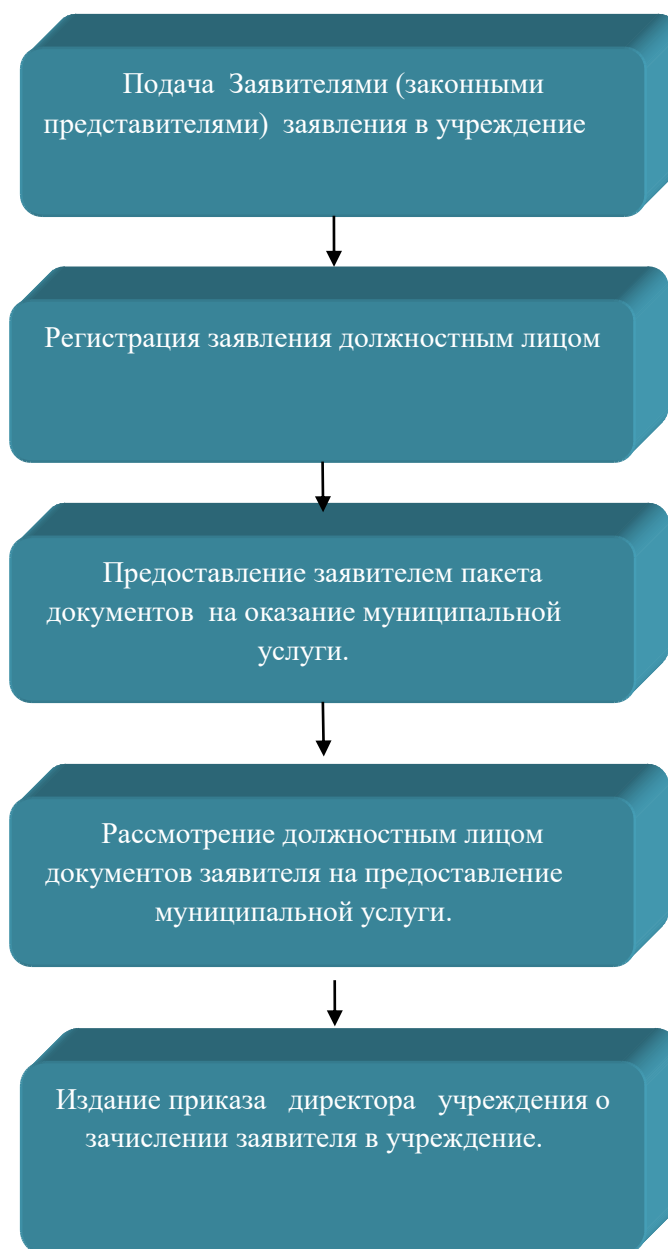 Подача Заявителями (законными
представителями) заявления в учреждение
Регистрация заявления должностным лицом
Предоставление заявителем пакета
документов на оказание муниципальной
услуги.
Рассмотрение должностным лицом
документов заявителя на предоставление
муниципальной услуги.
Издание приказа директора учреждения о
зачислении заявителя в учреждение.